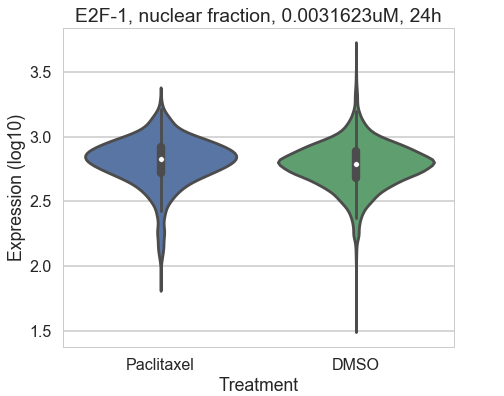 E2F-1, nuclear fraction, 0.0031623uM, 24h
Expression (log10)
3.5
3.0
2.5
2.0
1.5
Paclitaxel DMSO
Treatment